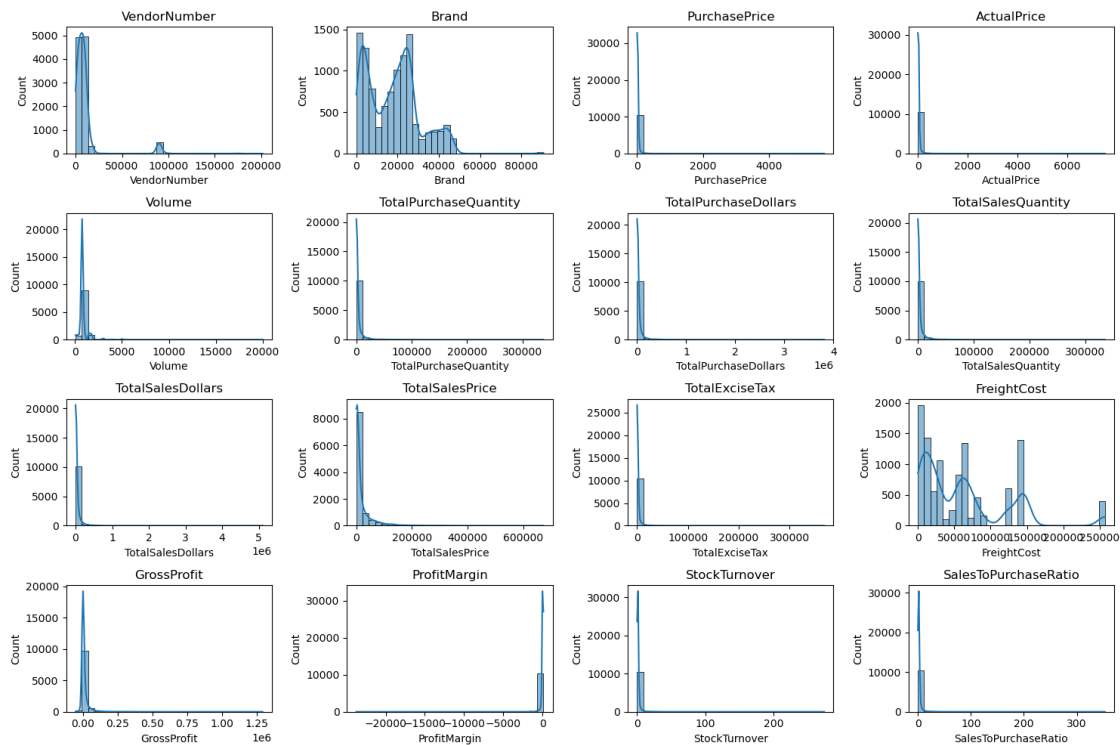 VendorNumber
Brand
PurchasePrice
ActualPrice
Count
5000
4000
3000
2000
1000
0
0 50000 100000 150000 200000
VendorNumber
Count
1500
1000
500
0
0 20000 40000 60000 80000
Brand
Count
30000
20000
10000
0
0 2000 4000
PurchasePrice
Count
30000
20000
10000
0
0 2000 4000 6000
ActualPrice
Volume
TotalPurchaseQuantity
TotalPurchaseDollars
TotalSalesQuantity
Count
20000
15000
10000
5000
0
0 5000 10000 15000 20000
Volume
Count
20000
15000
10000
5000
0
0 100000 200000 300000
TotalPurchaseQuantity
Count
20000
15000
10000
5000
0
0 1 2 3 4
TotalPurchaseDollars 1e6
Count
20000
15000
10000
5000
0
0 100000 200000 300000
TotalSalesQuantity
TotalSalesDollars
TotalSalesPrice
TotalExciseTax
FreightCost
Count
20000
15000
10000
5000
0
0 1 2 3 4 5
TotalSalesDollars 1e6
Count
8000
6000
4000
2000
0
0 200000 400000 600000
TotalSalesPrice
Count
25000
20000
15000
10000
5000
0
0 100000 200000 300000
TotalExciseTax
Count
2000
1500
1000
500
0
0 50000 100000 150000 200000 250000
FreightCost
GrossProfit
ProfitMargin
StockTurnover
SalesToPurchaseRatio
Count
20000
15000
10000
5000
0
0.00 0.25 0.50 0.75 1.00 1.25
GrossProfit 1e6
Count
30000
20000
10000
0
−20000 −15000 −10000 −5000 0
ProfitMargin
Count
30000
20000
10000
0
0 100 200
StockTurnover
Count
30000
20000
10000
0
0 100 200 300
SalesToPurchaseRatio